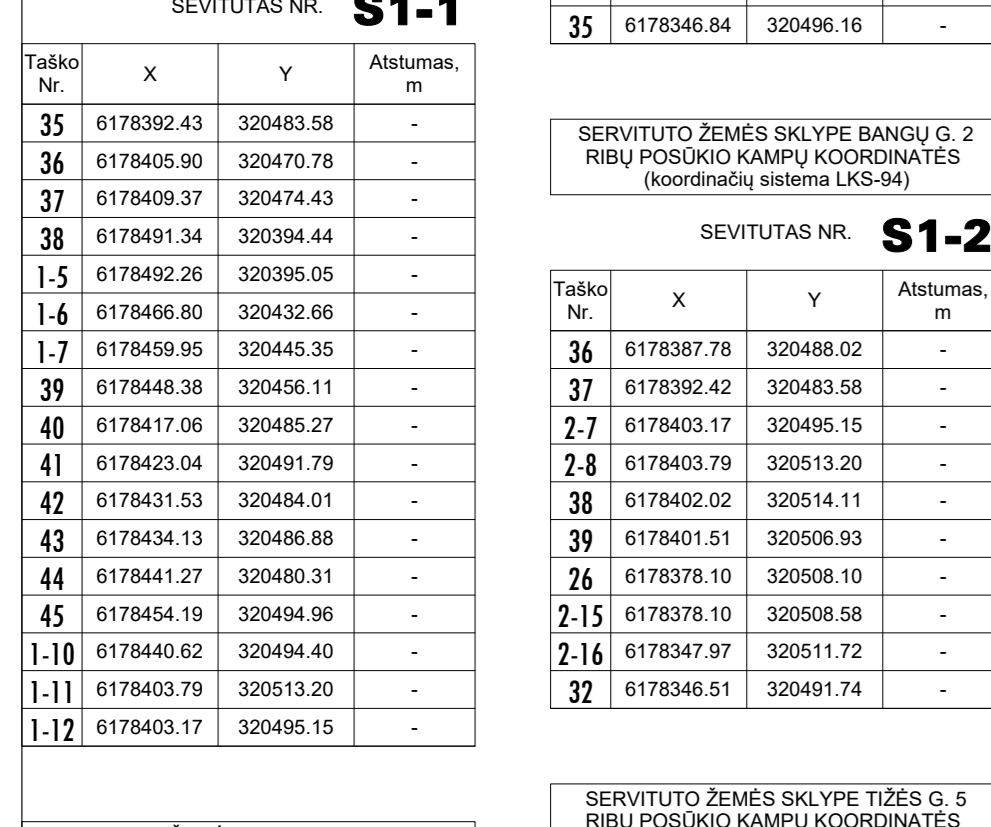 SEVITUTAS NR. S1-1
Taško Nr. X Y Atstumas, m
35 6178392.43 320483.58 -
36 6178405.90 320470.78 -
37 6178409.37 320474.43 -
38 6178491.34 320394.44 -
1-5 6178492.26 320395.05 -
1-6 6178466.80 320432.66 -
1-7 6178459.95 320445.35 -
39 6178448.38 320456.11 -
40 6178417.06 320485.27 -
41 6178423.04 320491.79 -
42 6178431.53 320484.01 -
43 6178434.13 320486.88 -
44 6178441.27 320480.31 -
45 6178454.19 320494.96 -
1-10 6178440.62 320494.40 -
1-11 6178403.79 320513.20 -
1-12 6178403.17 320495.15 -
35 6178346.84 320496.16 -
SERVITUTO ŽEMĖS SKLYPE BANGŲ G. 2
RIBŲ POSŪKIO KAMPŲ KOORDINATĖS
(koordinačių sistema LKS-94)
SEVITUTAS NR. S1-2
Taško Nr. X Y Atstumas, m
36 6178387.78 320488.02 -
37 6178392.42 320483.58 -
2-7 6178403.17 320495.15 -
2-8 6178403.79 320513.20 -
38 6178402.02 320514.11 -
39 6178401.51 320506.93 -
26 6178378.10 320508.10 -
2-15 6178378.10 320508.58 -
2-16 6178347.97 320511.72 -
32 6178346.51 320491.74 -
SERVITUTO ŽEMĖS SKLYPE TIŽĖS G. 5
RIBŲ POSŪKIO KAMPŲ KOORDINATĖS